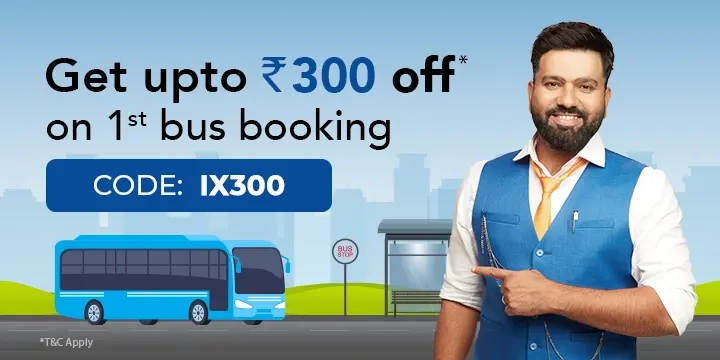 Get upto ₹300 off*
on 1st bus booking
CODE: IX300
BUS
STOP
*T&C Apply